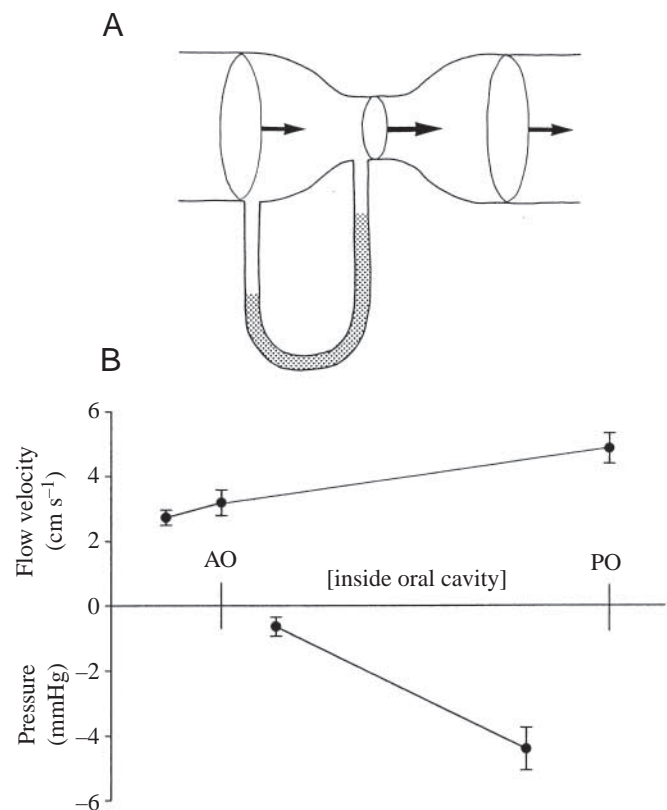 A
B
6
4
2
0
–2
–4
–6
Flow velocity
(cm s⁻¹)
Pressure
(mmHg)
AO
[inside oral cavity]
PO